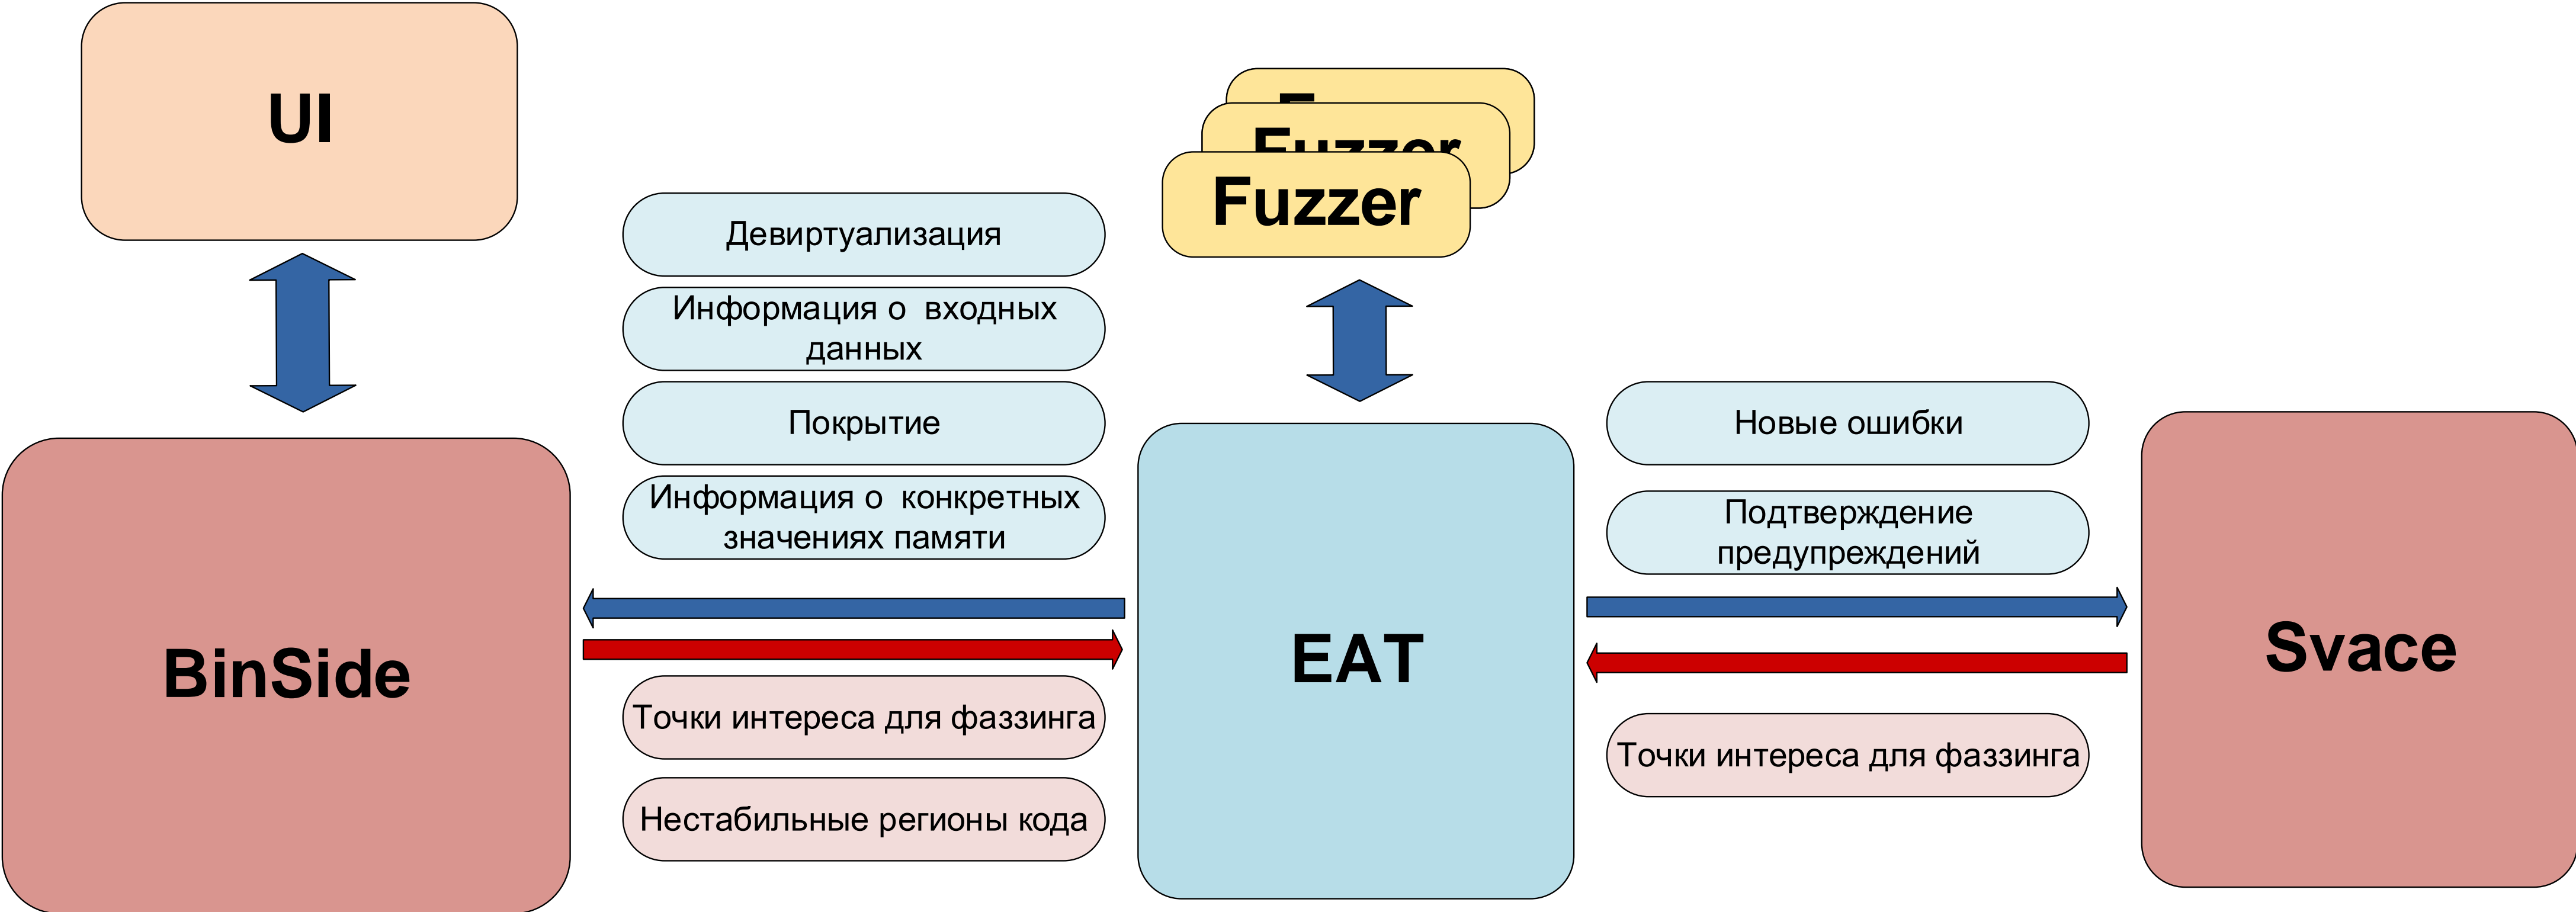 UI
Fuzzer
Fuzzer
Девиртуализация
Информация о  входных
данных
Покрытие
Информация о  конкретных
значениях памяти
Новые ошибки
Подтверждение
предупреждений
BinSide
EAT
Svace
Точки интереса для фаззинга
Нестабильные регионы кода
Точки интереса для фаззинга